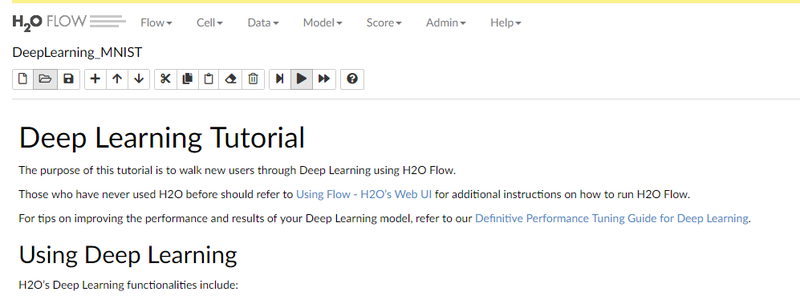 H2O FLOW Flow Cell Data Model Score Admin Help
DeepLearning_MNIST
Deep Learning Tutorial
The purpose of this tutorial is to walk new users through Deep Learning using H2O Flow.
Those who have never used H2O before should refer to Using Flow - H2O's Web UI for additional instructions on how to run H2O Flow.
For tips on improving the performance and results of your Deep Learning model, refer to our Definitive Performance Tuning Guide for Deep Learning.
Using Deep Learning
H2O's Deep Learning functionalities include: